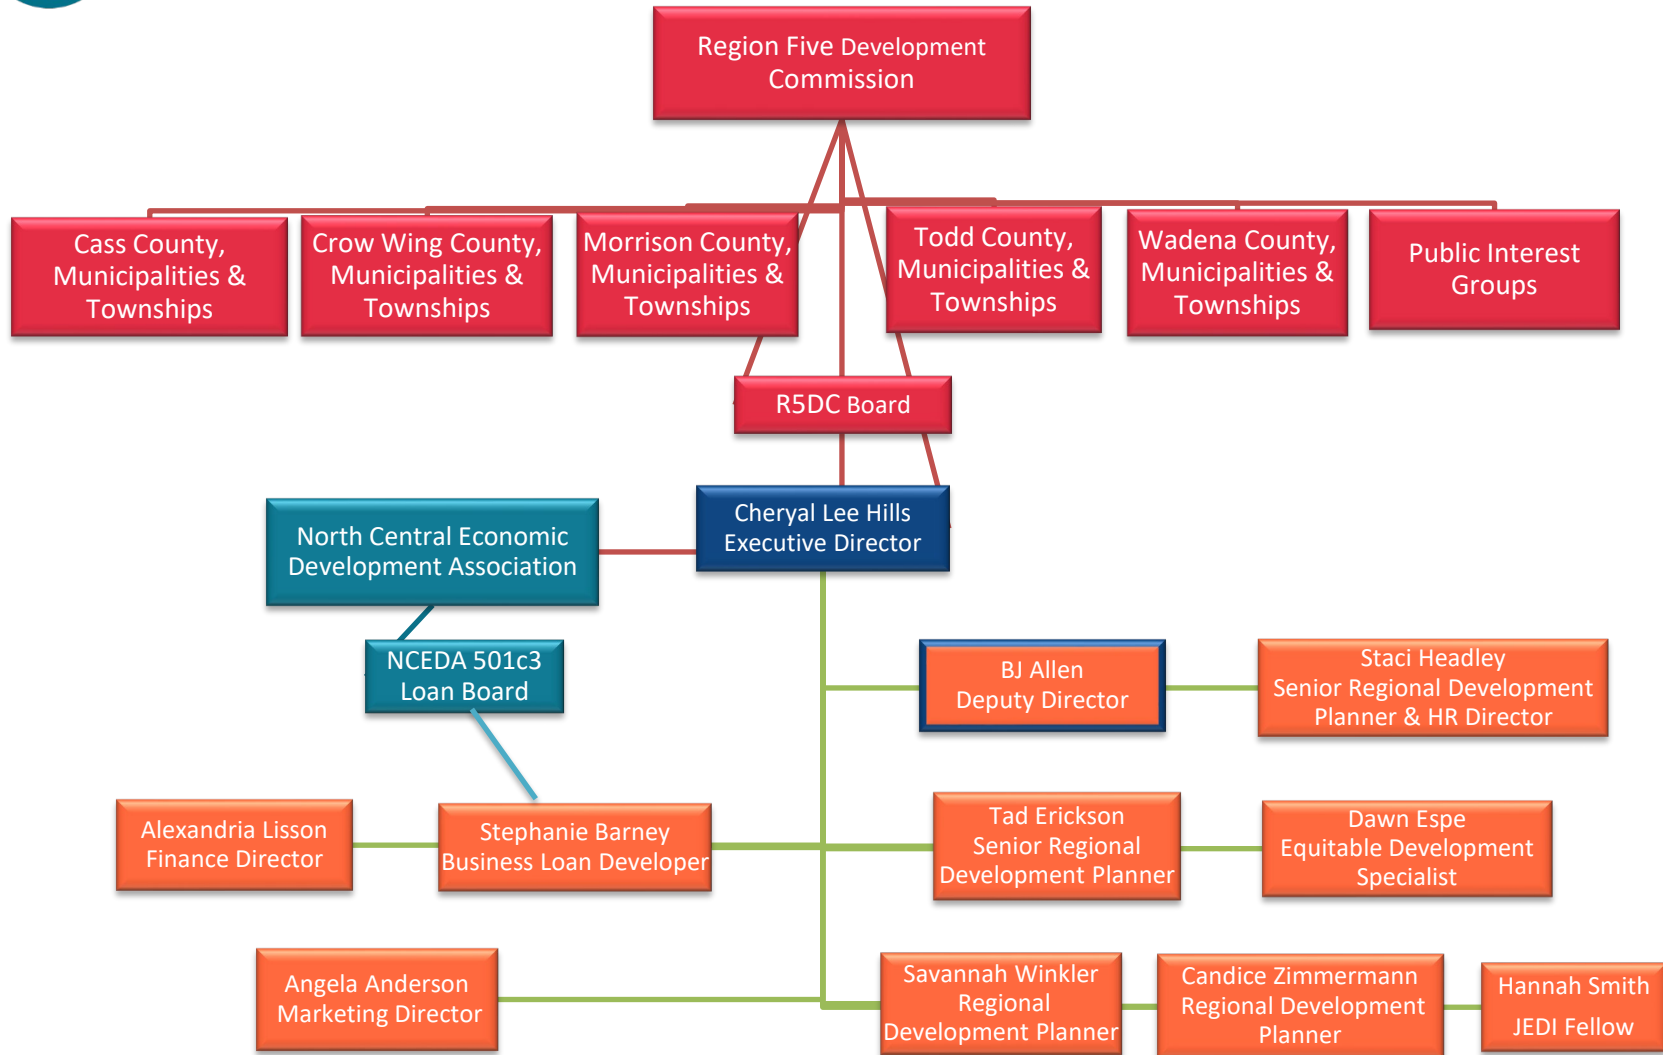 Region Five Development
Commission
Cass County,
Municipalities &
Townships
Crow Wing County,
Municipalities &
Townships
Morrison County,
Municipalities &
Townships
Todd County,
Municipalities &
Townships
Wadena County,
Municipalities &
Townships
Public Interest
Groups
R5DC Board
Cheryal Lee Hills
Executive Director
North Central Economic
Development Association
NCEDA 501c3
Loan Board
BJ Allen
Deputy Director
Staci Headley
Senior Regional Development
Planner & HR Director
Alexandria Lisson
Finance Director
Stephanie Barney
Business Loan Developer
Tad Erickson
Senior Regional
Development Planner
Dawn Espe
Equitable Development
Specialist
Angela Anderson
Marketing Director
Savannah Winkler
Regional
Development Planner
Candice Zimmermann
Regional Development
Planner
Hannah Smith
JEDI Fellow